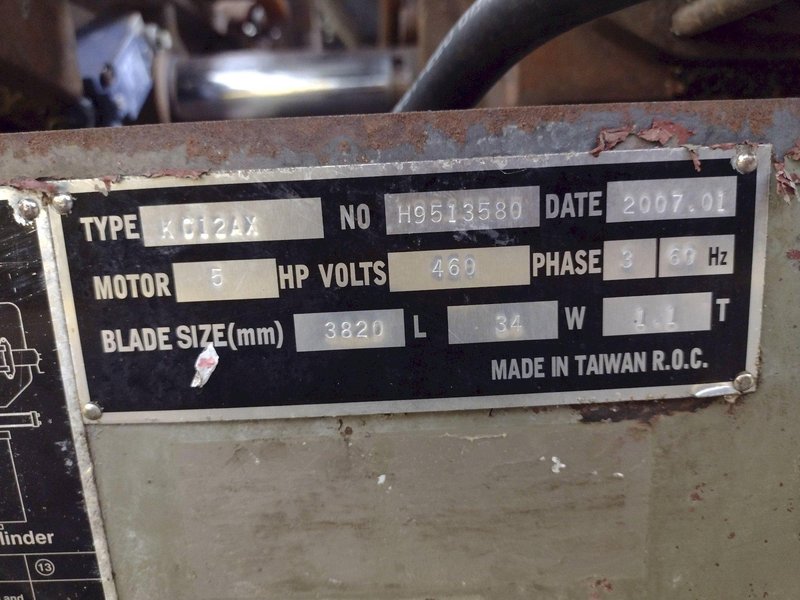 TYPE KC12AX NO H9513580 DATE 2007.01
MOTOR 5 HP VOLTS 460 PHASE 3 60 Hz
BLADE SIZE(mm) 3820 L 34 W 1.1 T
MADE IN TAIWAN R.O.C.
linder
13
and